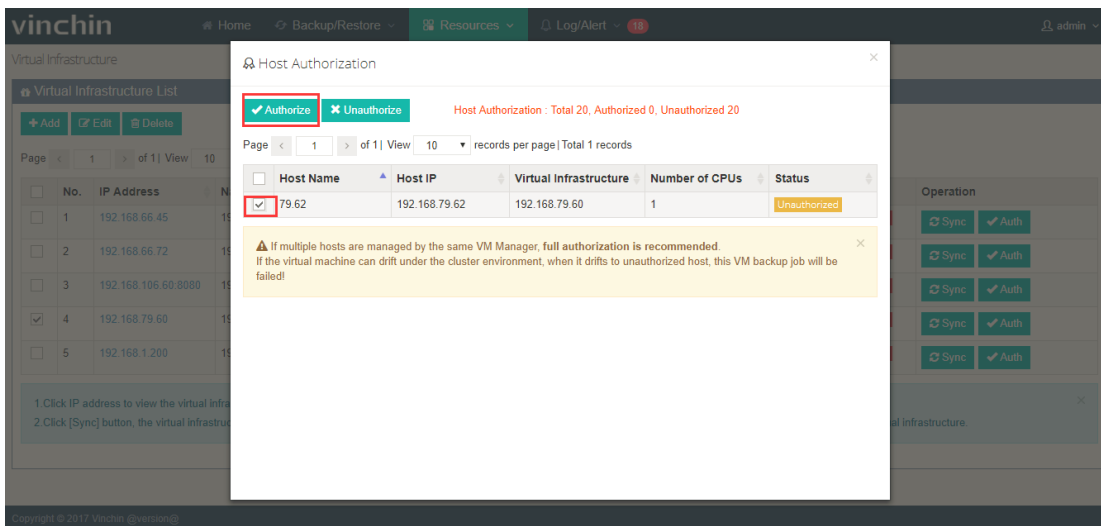 vinchin Home Backup/Restore Resources Log/Alert 18 admin
Virtual Infrastructure
Host Authorization ×
Virtual Infrastructure List
Authorize Unauthorize Host Authorization : Total 20, Authorized 0, Unauthorized 20
Add Edit Delete
Page < 1 > of 1 | View 10 records per page | Total 1 records
Page < 1 > of 1 | View 10
Host Name Host IP Virtual Infrastructure Number of CPUs Status
79.62 192.168.79.62 192.168.79.60 1 Unauthorized
No. IP Address Operation
1 192.168.66.45 Sync Auth
2 192.168.66.72 Sync Auth
3 192.168.106.60:8080 Sync Auth
4 192.168.79.60 Sync Auth
5 192.168.1.200 Sync Auth
If multiple hosts are managed by the same VM Manager, full authorization is recommended. ×
If the virtual machine can drift under the cluster environment, when it drifts to unauthorized host, this VM backup job will be
failed!
1.Click IP address to view the virtual infra
2.Click [Sync] button, the virtual infrastruc al infrastructure.
Copyright © 2017 Vinchin @version@